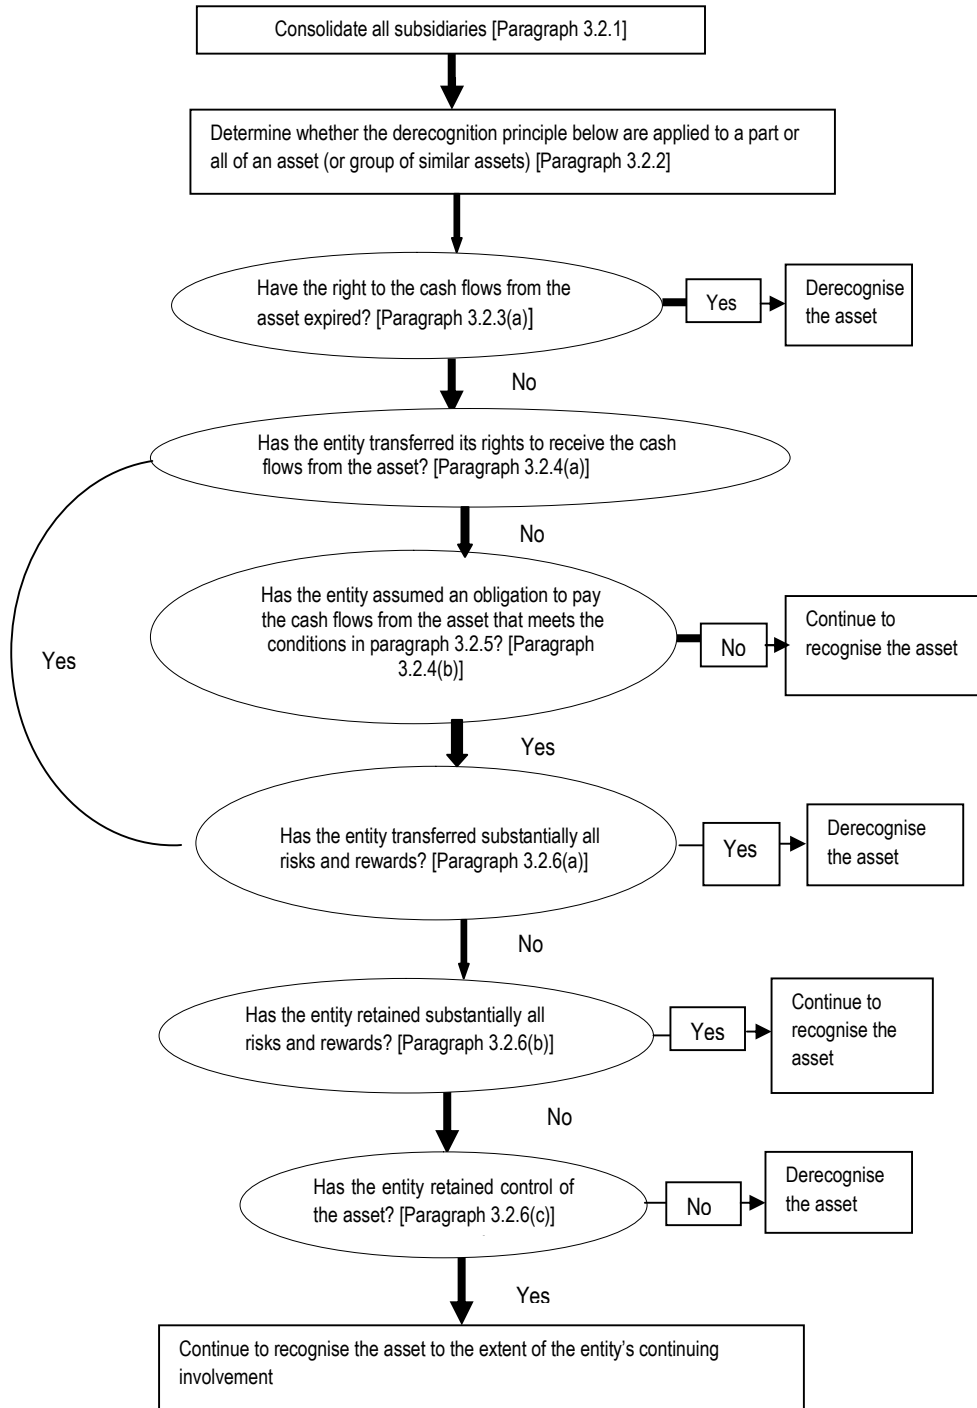 Consolidate all subsidiaries [Paragraph 3.2.1]
Determine whether the derecognition principle below are applied to a part or
all of an asset (or group of similar assets) [Paragraph 3.2.2]
Have the right to the cash flows from the
asset expired? [Paragraph 3.2.3(a)]
Yes
Derecognise
the asset
No
Has the entity transferred its rights to receive the cash
flows from the asset? [Paragraph 3.2.4(a)]
No
Yes
Has the entity assumed an obligation to pay
the cash flows from the asset that meets the
conditions in paragraph 3.2.5? [Paragraph
3.2.4(b)]
No
Continue to
recognise the asset
Yes
Has the entity transferred substantially all
risks and rewards? [Paragraph 3.2.6(a)]
Yes
Derecognise
the asset
No
Has the entity retained substantially all
risks and rewards? [Paragraph 3.2.6(b)]
Yes
Continue to
recognise the
asset
No
Has the entity retained control of
the asset? [Paragraph 3.2.6(c)]
No
Derecognise
the asset
Yes
Continue to recognise the asset to the extent of the entity’s continuing
involvement